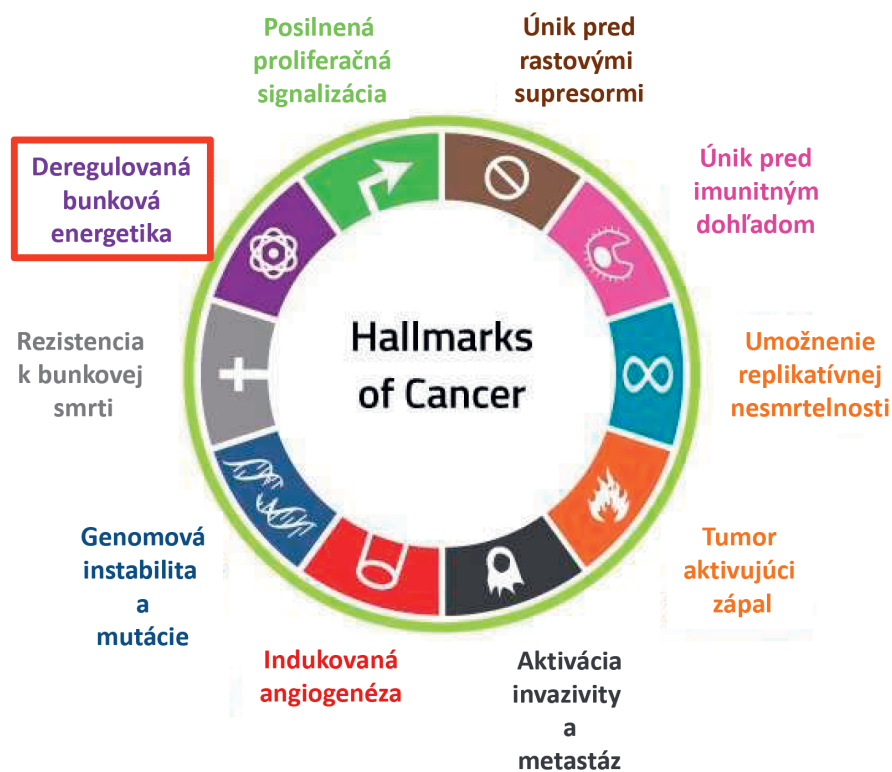 Posilnená
proliferačná
signalizácia
Únik pred
rastovými
supresormi
Deregulovaná
bunková
energetika
Únik pred
imunitným
dohľadom
Hallmarks
of Cancer
Rezistencia
k bunkovej
smrti
Umožnenie
replikatívnej
nesmrtelnosti
Genomová
instabilita
a
mutácie
Tumor
aktivujúci
zápal
Indukovaná
angiogenéza
Aktivácia
invazivity
a
metastáz